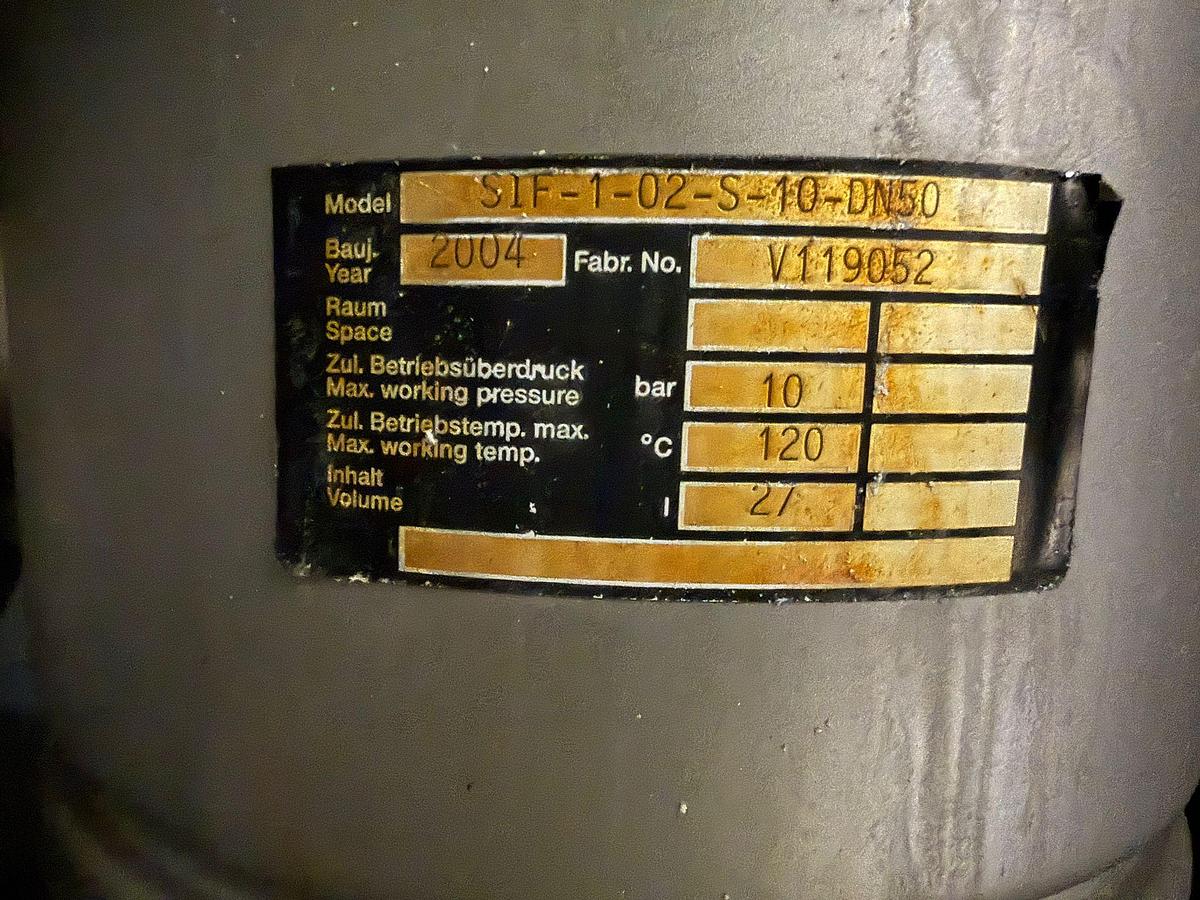 Model SIF-1-02-S-10-DN50
Bauj. 2004 Fabr. No. V119052
Year
Raum
Space
Zul. Betriebsüberdruck
Max. working pressure bar 10
Zul. Betriebstemp. max.
Max. working temp. °C 120
Inhalt
Volume l